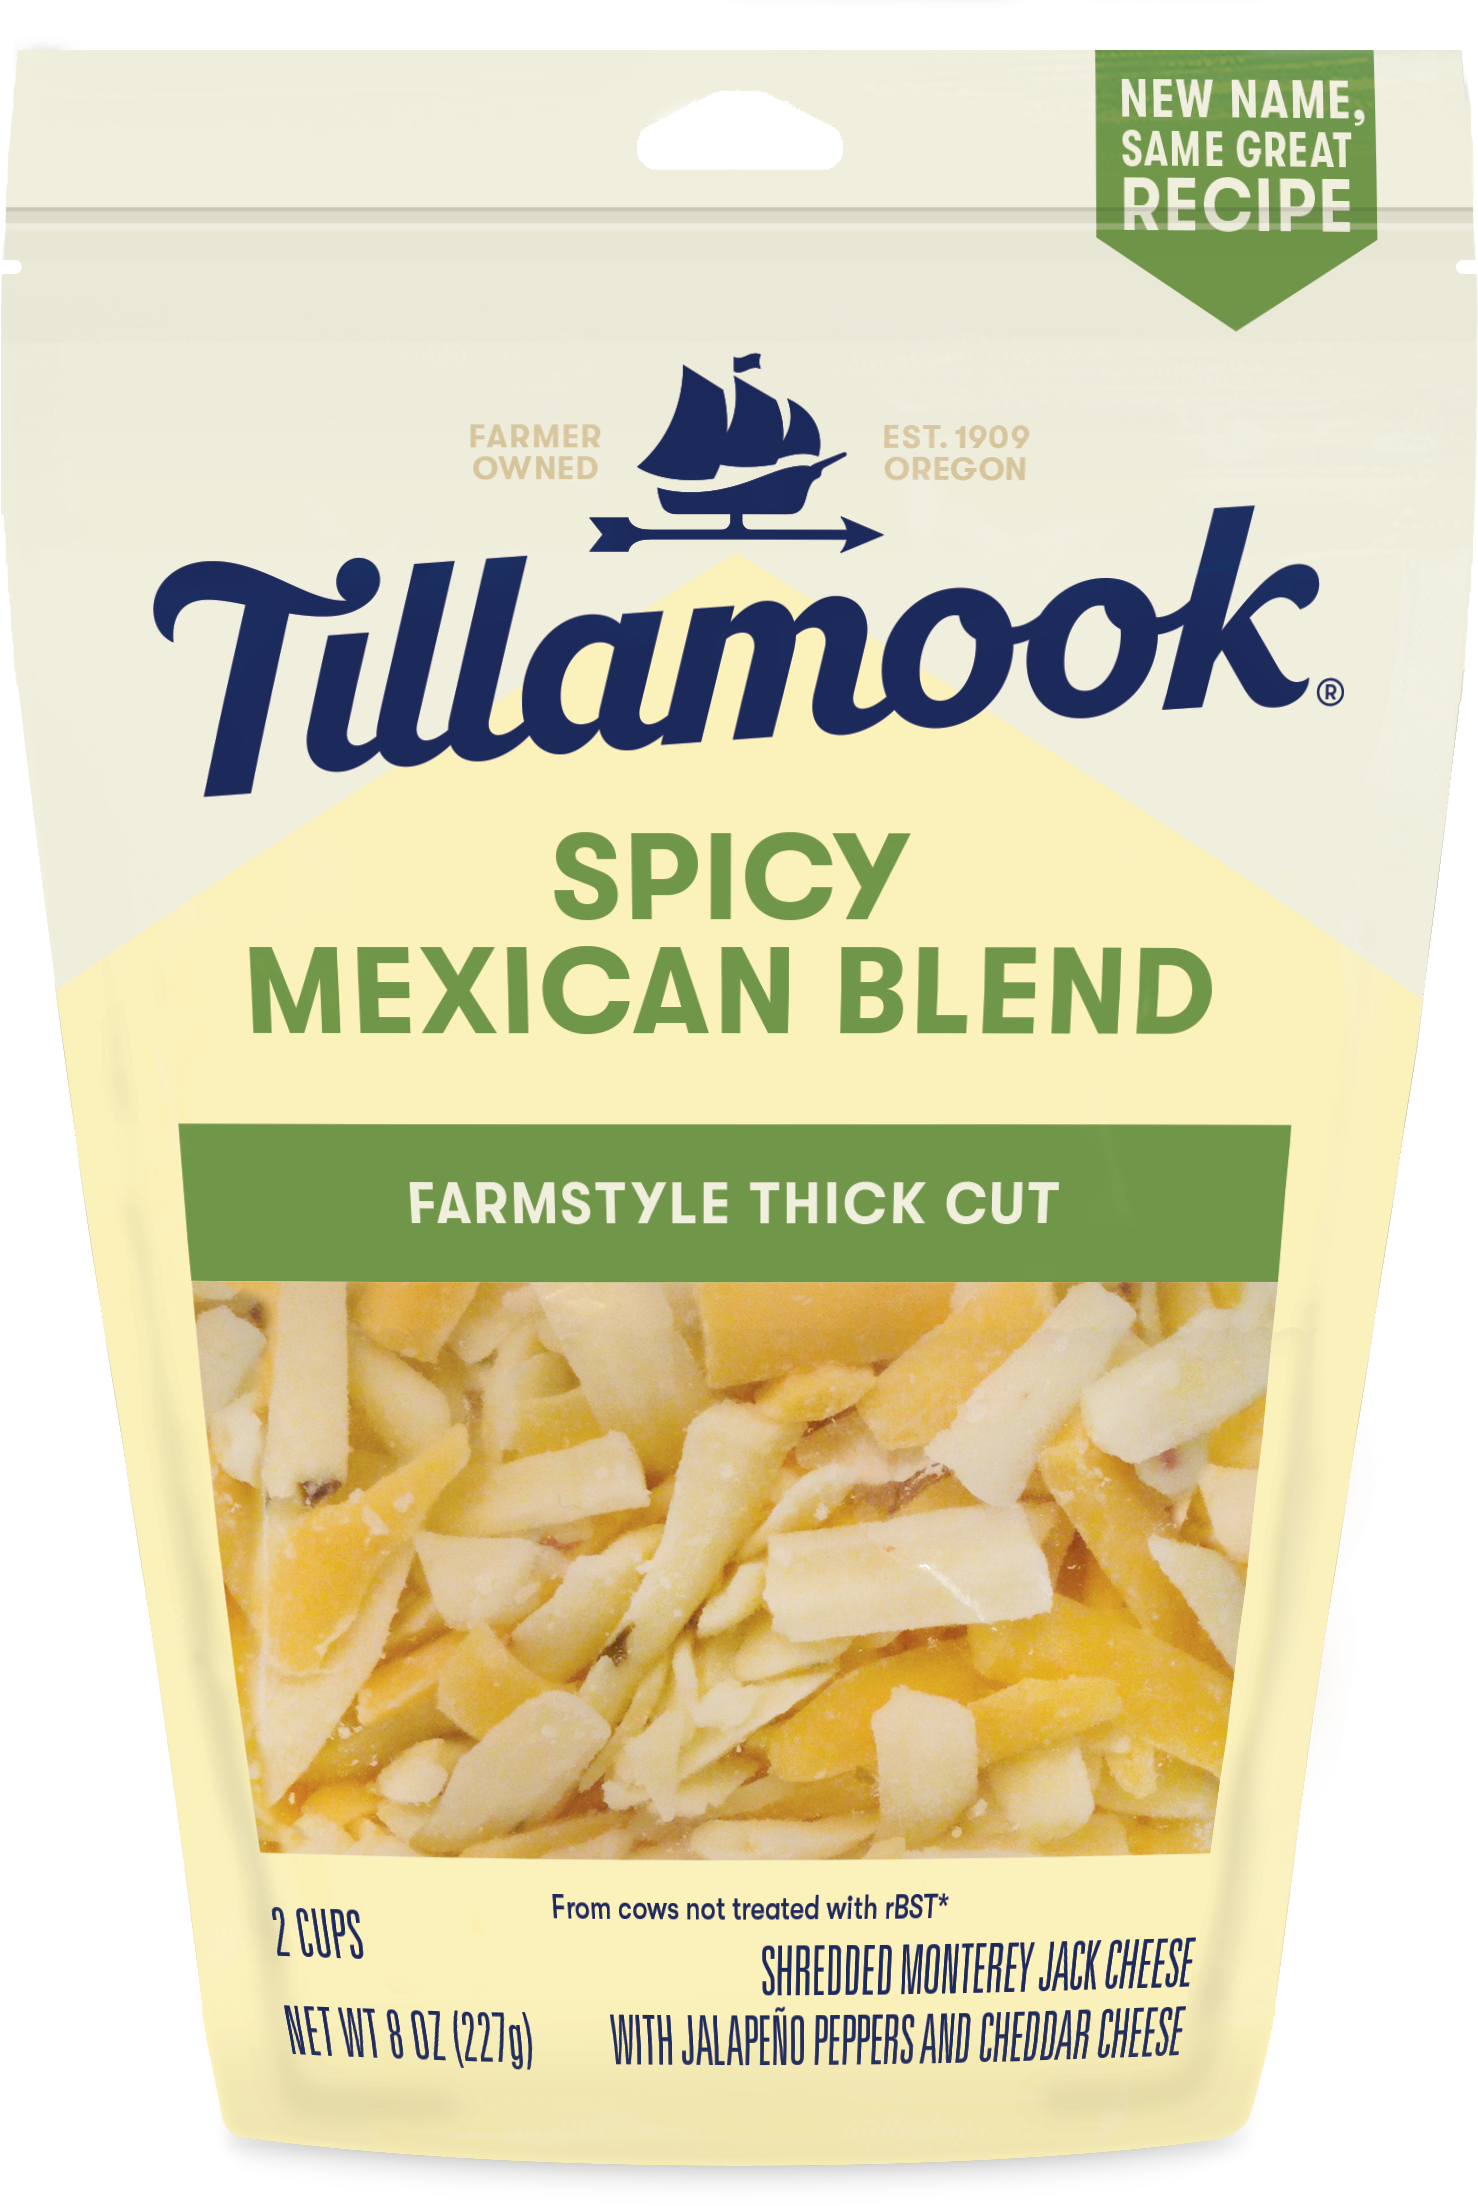 NEW NAME,
SAME GREAT
RECIPE
FARMER
OWNED
EST. 1909
OREGON
Tillamook®
SPICY
MEXICAN BLEND
FARMSTYLE THICK CUT
From cows not treated with rBST*
2 CUPS
SHREDDED MONTEREY JACK CHEESE
WITH JALAPEÑO PEPPERS AND CHEDDAR CHEESE
NET WT 8 OZ (227g)